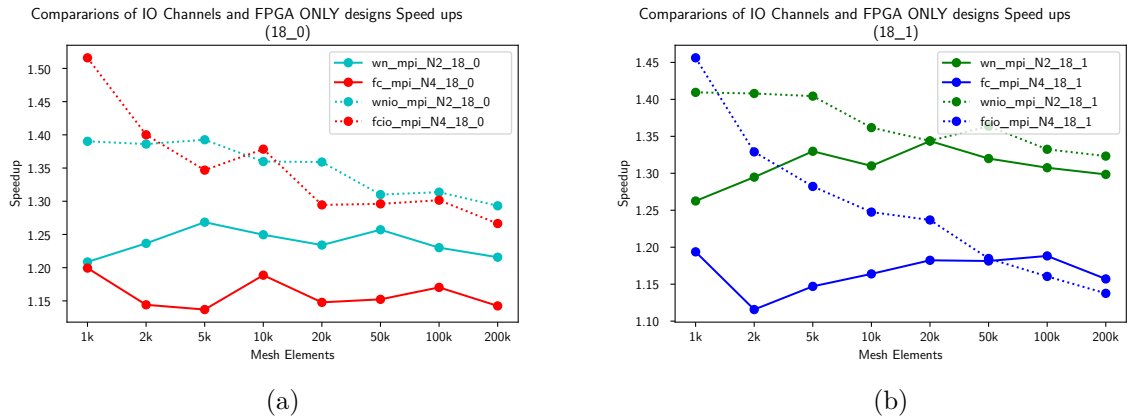 Compararions of IO Channels and FPGA ONLY designs Speed ups
(18_0)
1.50
1.45
1.40
1.35
1.30
1.25
1.20
1.15
Speedup
wn_mpi_N2_18_0
fc_mpi_N4_18_0
wnio_mpi_N2_18_0
fcio_mpi_N4_18_0
1k 2k 5k 10k 20k 50k 100k 200k
Mesh Elements
(a)
Compararions of IO Channels and FPGA ONLY designs Speed ups
(18_1)
1.45
1.40
1.35
1.30
1.25
1.20
1.15
1.10
Speedup
wn_mpi_N2_18_1
fc_mpi_N4_18_1
wnio_mpi_N2_18_1
fcio_mpi_N4_18_1
1k 2k 5k 10k 20k 50k 100k 200k
Mesh Elements
(b)